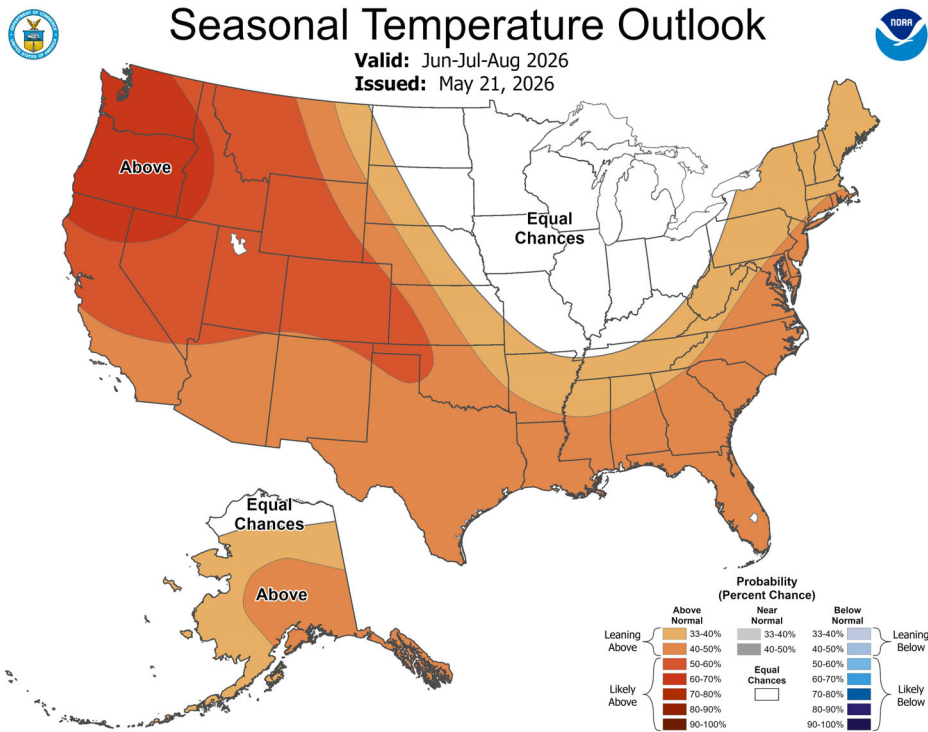 Seasonal Temperature Outlook
Valid: Jun-Jul-Aug 2026
Issued: May 21, 2026
NOAA
Above
Equal
Chances
Equal
Chances
Above
Probability
(Percent Chance)
Above
Normal
Near
Normal
Below
Normal
Leaning
Above
33-40%
40-50%
33-40%
40-50%
33-40%
40-50%
Leaning
Below
Likely
Above
50-60%
60-70%
70-80%
80-90%
90-100%
Equal
Chances
50-60%
60-70%
70-80%
80-90%
90-100%
Likely
Below